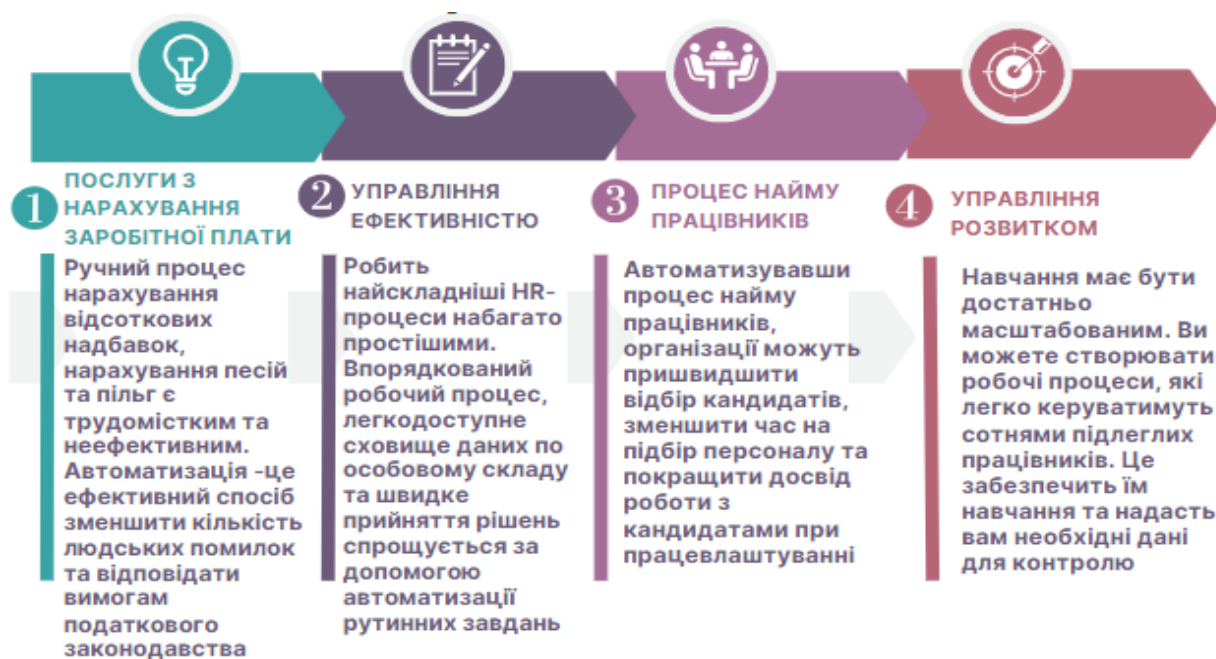 1
ПОСЛУГИ З
НАРАХУВАННЯ
ЗАРОБІТНОЇ ПЛАТИ
Ручний процес
нарахування
відсоткових
надбавок,
нарахування песій
та пільг є
трудомістким та
неефективним.
Автоматизація -це
ефективний спосіб
зменшити кількість
людських помилок
та відповідати
вимогам
податкового
законодавства
2
УПРАВЛІННЯ
ЕФЕКТИВНІСТЮ
Робить
найскладніші HR-
процеси набагато
простішими.
Впорядкований
робочий процес,
легкодоступне
сховище даних по
особовому складу
та швидке
прийняття рішень
спрощується за
допомогою
автоматизації
рутинних завдань
3
ПРОЦЕС НАЙМУ
ПРАЦІВНИКІВ
Автоматизувавши
процес найму
працівників,
організації можуть
пришвидшити
відбір кандидатів,
зменшити час на
підбір персоналу та
покращити досвід
роботи з
кандидатами при
працевлаштуванні
4
УПРАВЛІННЯ
РОЗВИТКОМ
Навчання має бути
достатньо
масштабованим. Ви
можете створювати
робочі процеси, які
легко керуватимуть
сотнями підлеглих
працівників. Це
забезпечить їм
навчання та надасть
вам необхідні дані
для контролю